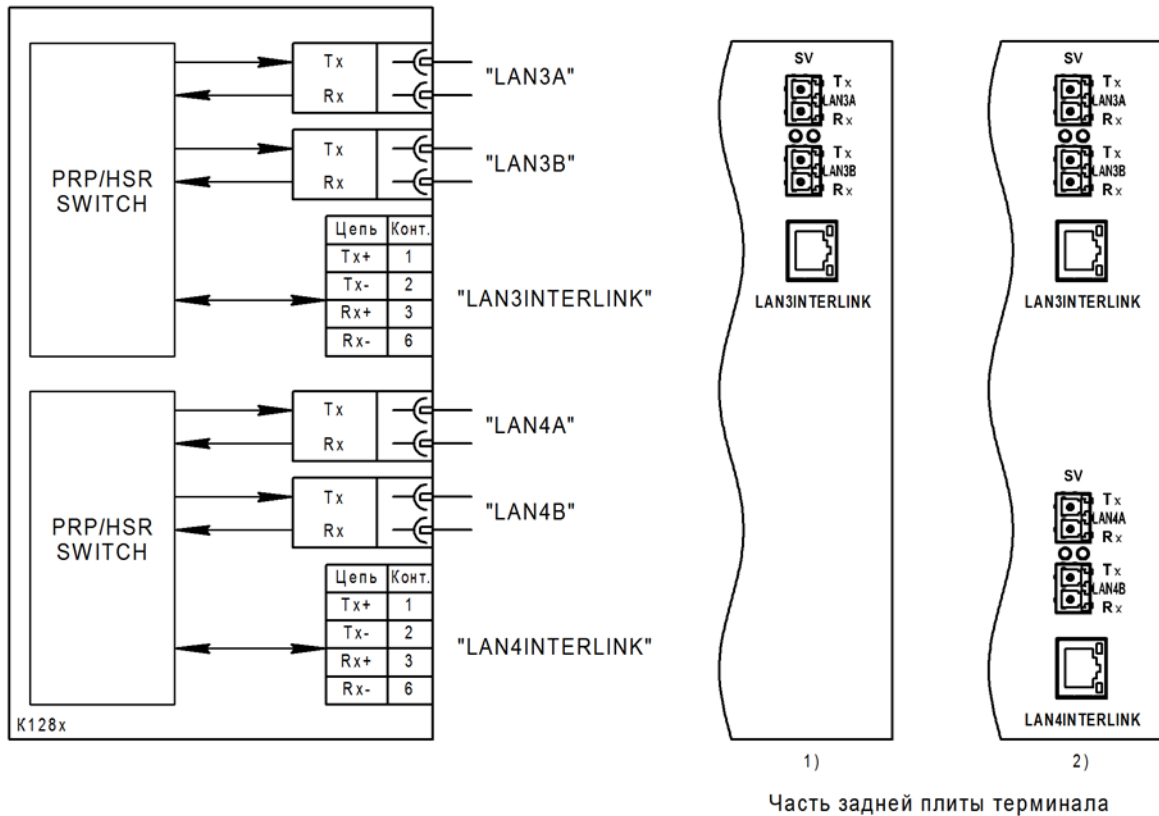 Tx
Rx
"LAN3A"
Tx
Rx
"LAN3B"
PRP/HSR
SWITCH
Цепь Конт.
Tx+ 1
Tx- 2
Rx+ 3
Rx- 6
"LAN3INTERLINK"
Tx
Rx
"LAN4A"
Tx
Rx
"LAN4B"
PRP/HSR
SWITCH
Цепь Конт.
Tx+ 1
Tx- 2
Rx+ 3
Rx- 6
"LAN4INTERLINK"
K128x
SV
Tx
LAN3A
Rx
Tx
LAN3B
Rx
LAN3INTERLINK
1)
SV
Tx
LAN3A
Rx
Tx
LAN3B
Rx
LAN3INTERLINK
SV
Tx
LAN4A
Rx
Tx
LAN4B
Rx
LAN4INTERLINK
2)
Часть задней плиты терминала